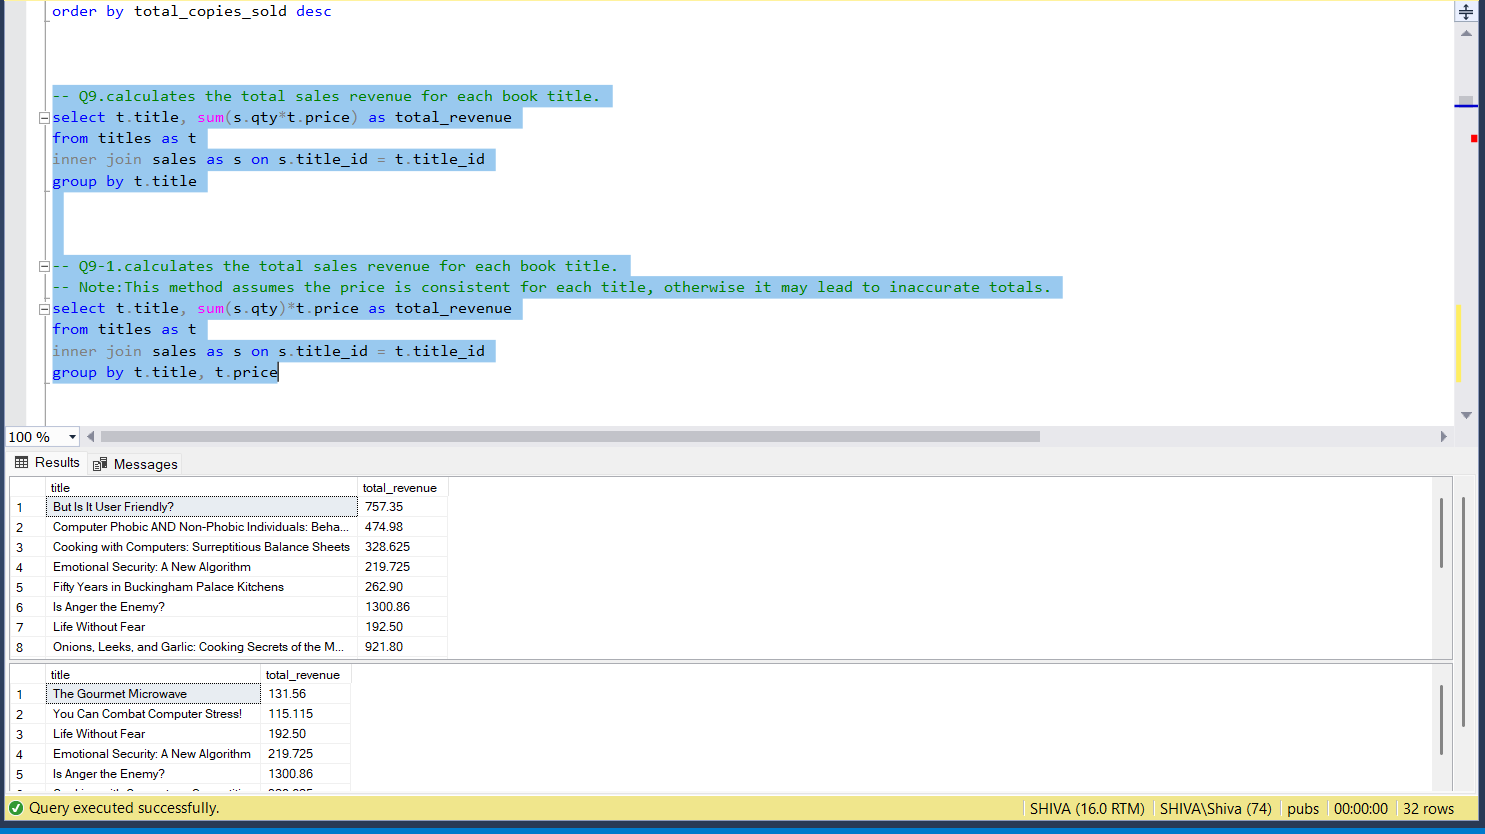 order by total_copies_sold desc
-- Q9.calculates the total sales revenue for each book title.
select t.title, sum(s.qty*t.price) as total_revenue
from titles as t
inner join sales as s on s.title_id = t.title_id
group by t.title
-- Q9-1.calculates the total sales revenue for each book title.
-- Note:This method assumes the price is consistent for each title, otherwise it may lead to inaccurate totals.
select t.title, sum(s.qty)*t.price as total_revenue
from titles as t
inner join sales as s on s.title_id = t.title_id
group by t.title, t.price
100 %
Results Messages
title total_revenue
1 But Is It User Friendly? 757.35
2 Computer Phobic AND Non-Phobic Individuals: Beha... 474.98
3 Cooking with Computers: Surreptitious Balance Sheets 328.625
4 Emotional Security: A New Algorithm 219.725
5 Fifty Years in Buckingham Palace Kitchens 262.90
6 Is Anger the Enemy? 1300.86
7 Life Without Fear 192.50
8 Onions, Leeks, and Garlic: Cooking Secrets of the M... 921.80
title total_revenue
1 The Gourmet Microwave 131.56
2 You Can Combat Computer Stress! 115.115
3 Life Without Fear 192.50
4 Emotional Security: A New Algorithm 219.725
5 Is Anger the Enemy? 1300.86
Query executed successfully. SHIVA (16.0 RTM) SHIVA\Shiva (74) pubs 00:00:00 32 rows